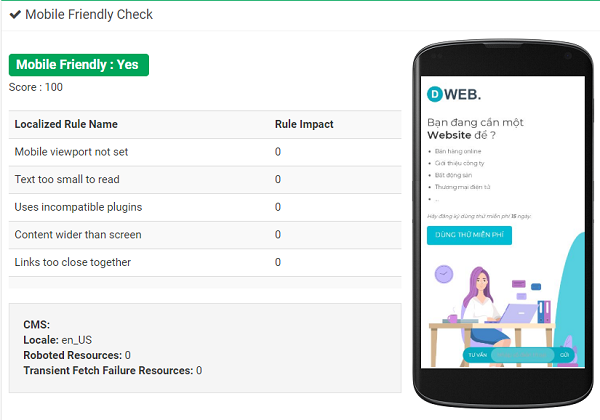 Mobile Friendly Check
Mobile Friendly : Yes
Score : 100
Localized Rule Name Rule Impact
Mobile viewport not set 0
Text too small to read 0
Uses incompatible plugins 0
Content wider than screen 0
Links too close together 0
CMS:
Locale: en_US
Roboted Resources: 0
Transient Fetch Failure Resources: 0
D WEB.
Bạn đang cần một
Website để ?
Bán hàng online
Giới thiệu công ty
Bất động sản
Thương mại điện tử
...
Hãy đăng ký dùng thử miễn phí 15 ngày.
DÙNG THỬ MIỄN PHÍ
TƯ VẤN GỬI